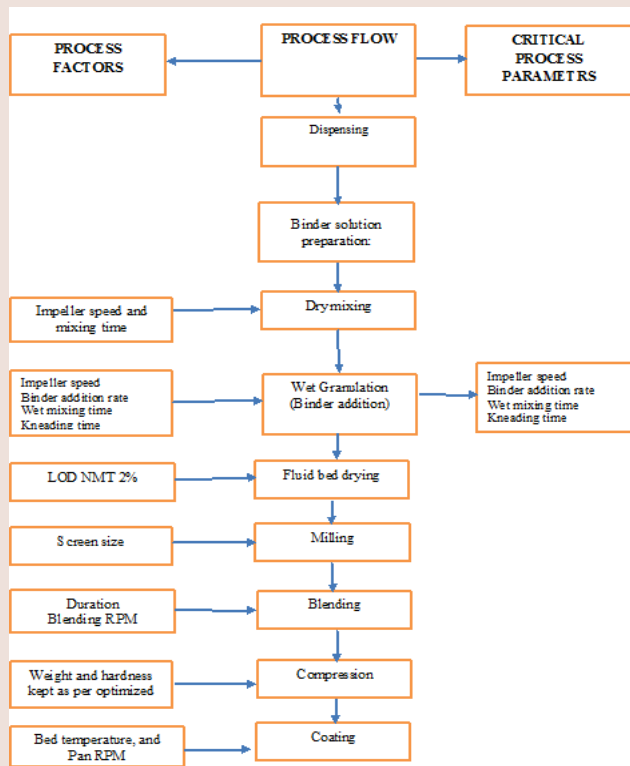 PROCESS
FACTORS
PROCESS FLOW
CRITICAL
PROCESS
PARAMETRS
Dispensing
Binder solution
preparation:
Impeller speed and
mixing time
Dry mixing
Impeller speed
Binder addition rate
Wet mixing time
Kneading time
Wet Granulation
(Binder addition)
Impeller speed
Binder addition rate
Wet mixing time
Kneading time
LOD NMT 2%
Fluid bed drying
Screen size
Milling
Duration
Blending RPM
Blending
Weight and hardness
kept as per optimized
Compression
Bed temperature, and
Pan RPM
Coating